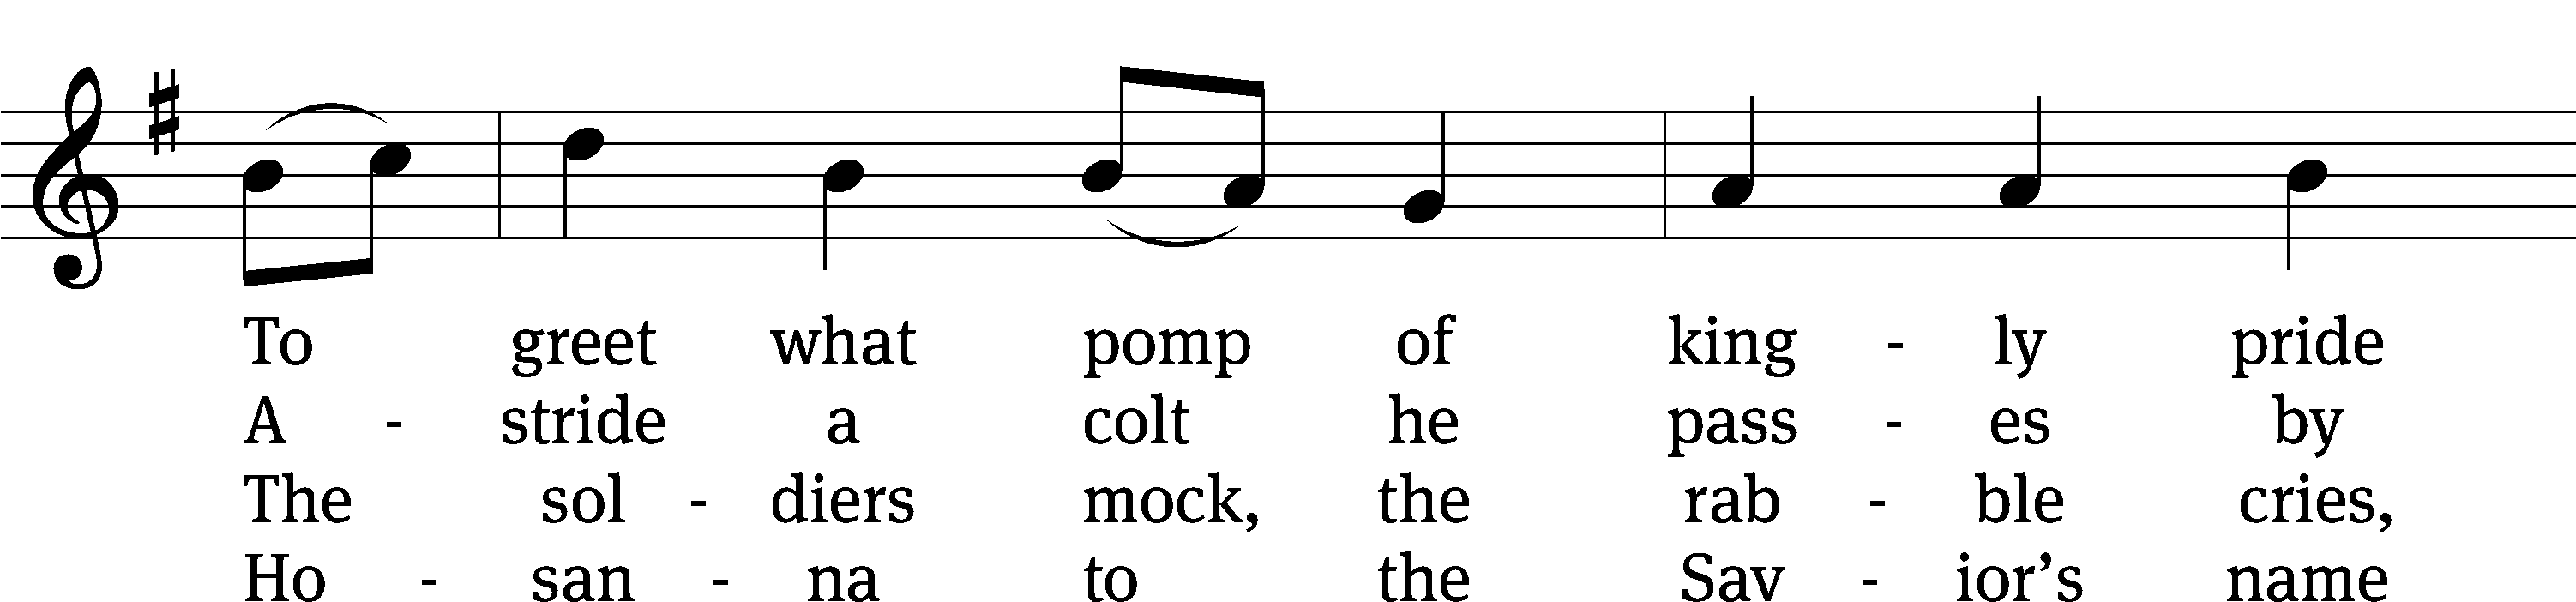 To greet what pomp of king - ly pride
A - stride a colt he pass - es by
The sol - diers mock, the rab - ble cries,
Ho - san - na to the Sav - ior’s name